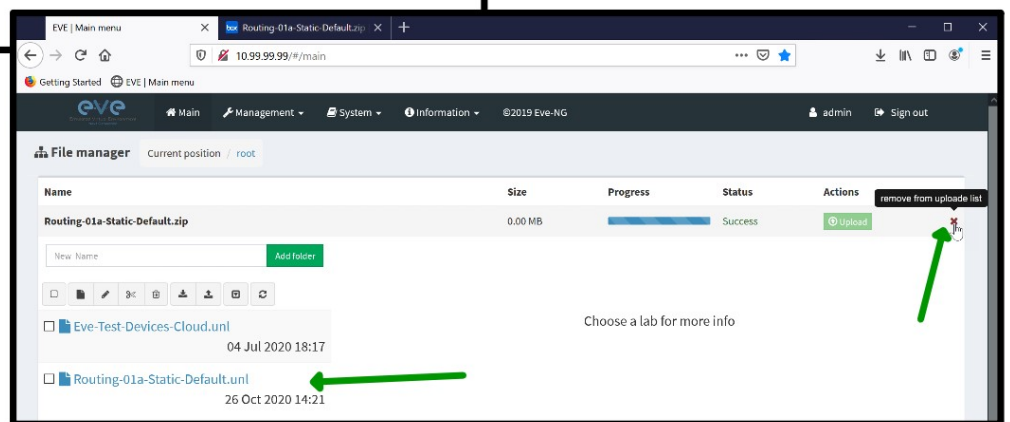 EVE | Main menu
box Routing-01a-Static-Default.zip
10.99.99.99/#/main
Getting Started EVE | Main menu
eve Main Management System Information ©2019 Eve-NG admin Sign out
File manager Current position / root
Name Size Progress Status Actions
remove from uploade list
Routing-01a-Static-Default.zip 0.00 MB Success Upload
New Name Add folder
Eve-Test-Devices-Cloud.unl
04 Jul 2020 18:17
Choose a lab for more info
Routing-01a-Static-Default.unl
26 Oct 2020 14:21